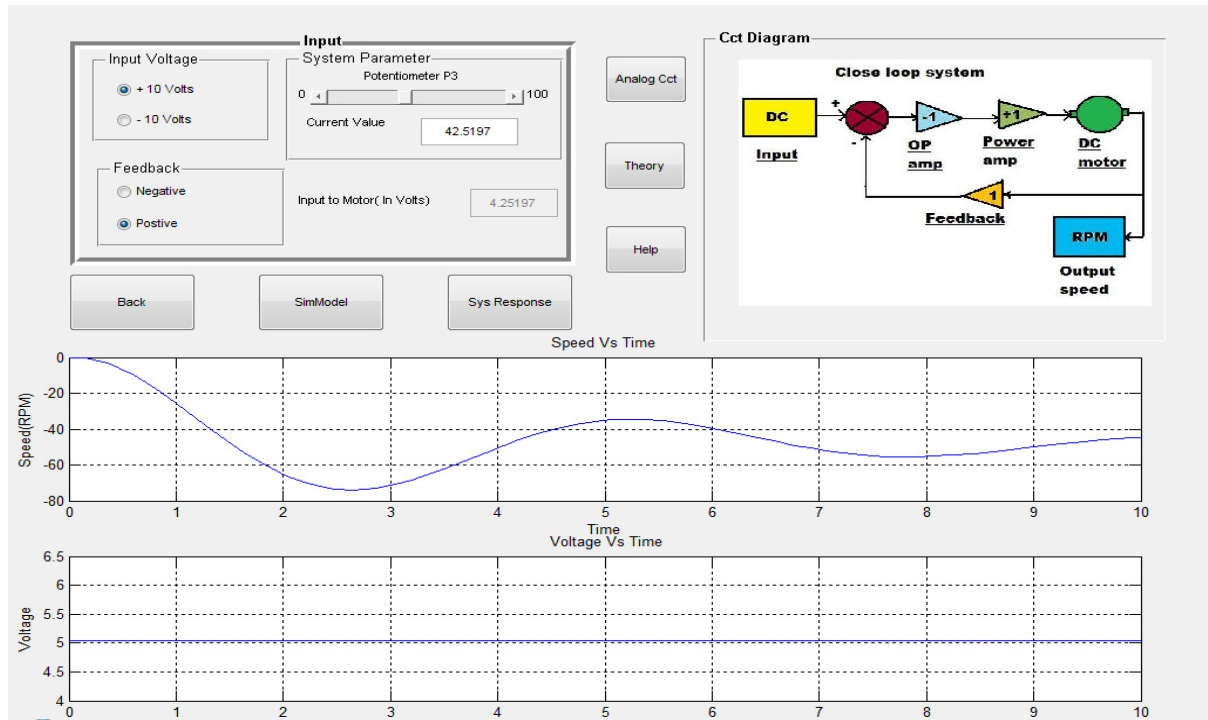 Input
Input Voltage
+ 10 Volts
- 10 Volts
System Parameter
Potentiometer P3
0
100
Current Value
42.5197
Feedback
Negative
Postive
Input to Motor( In Volts)
4.25197
Back
SimModel
Sys Response
Analog Cct
Theory
Help
Cct Diagram
Close loop system
DC
Input
+
-
-1
OP
amp
+1
Power
amp
DC
motor
1
Feedback
RPM
Output
speed
Speed Vs Time
Speed(RPM)
0
-20
-40
-60
-80
0 1 2 3 4 5 6 7 8 9 10
Time
Voltage Vs Time
Voltage
6.5
6
5.5
5
4.5
4
0 1 2 3 4 5 6 7 8 9 10